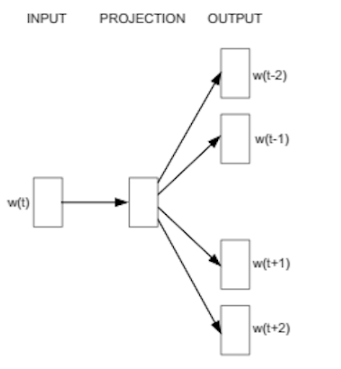 INPUT PROJECTION OUTPUT
w(t-2)
w(t-1)
w(t)
w(t+1)
w(t+2)